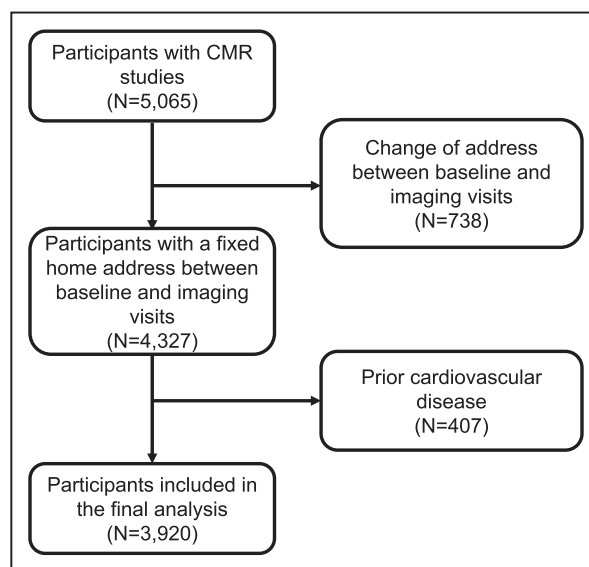 Participants with CMR
studies
(N=5,065)
Change of address
between baseline and
imaging visits
(N=738)
Participants with a fixed
home address between
baseline and imaging
visits
(N=4,327)
Prior cardiovascular
disease
(N=407)
Participants included in
the final analysis
(N=3,920)